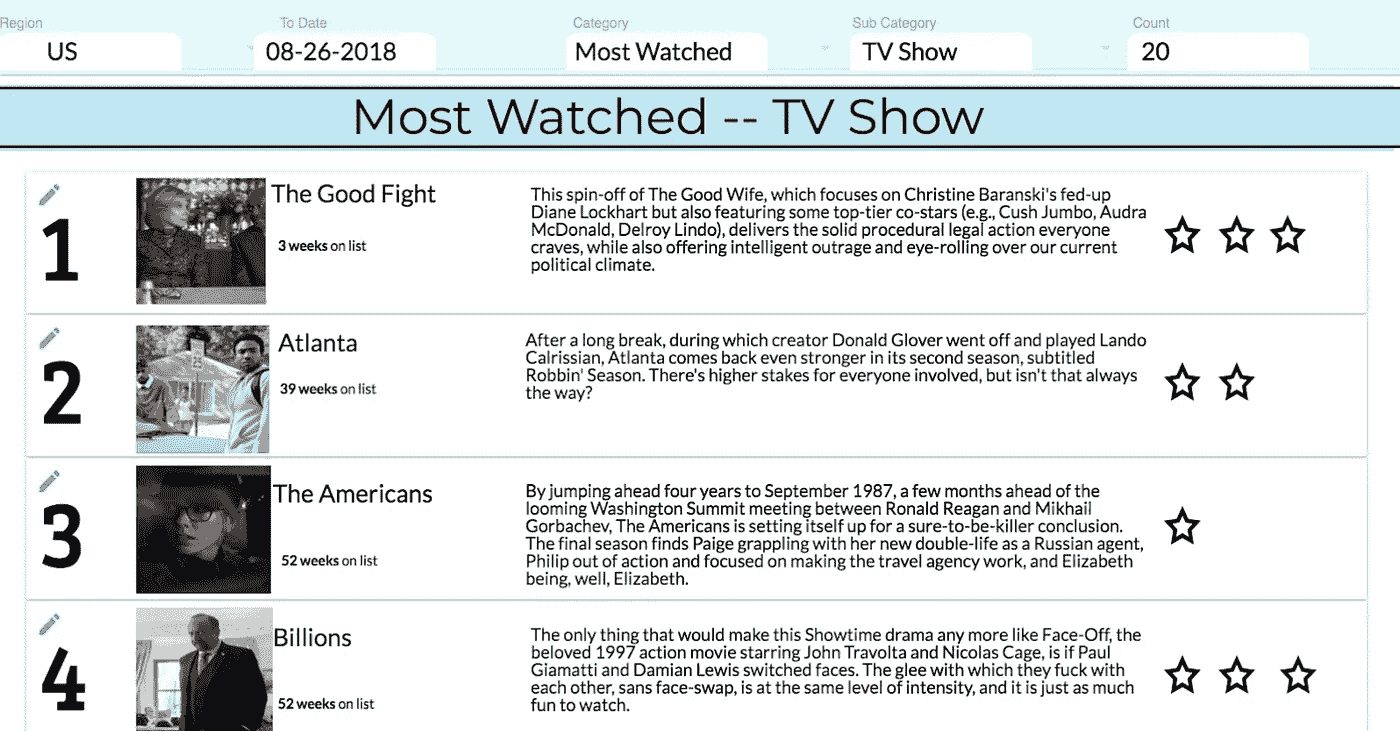 Region
To Date
Category
Sub Category
Count
US
08-26-2018
Most Watched
TV Show
20
Most Watched -- TV Show
1
The Good Fight
3 weeks on list
This spin-off of The Good Wife, which focuses on Christine Baranski's fed-up
Diane Lockhart but also featuring some top-tier co-stars (e.g., Cush Jumbo, Audra
McDonald, Delroy Lindo), delivers the solid procedural legal action everyone
craves, while also offering intelligent outrage and eye-rolling over our current
political climate.
2
Atlanta
39 weeks on list
After a long break, during which creator Donald Glover went off and played Lando
Calrissian, Atlanta comes back even stronger in its second season, subtitled
Robbin' Season. There's higher stakes for everyone involved, but isn't that always
the way?
3
The Americans
52 weeks on list
By jumping ahead four years to September 1987, a few months ahead of the
looming Washington Summit meeting between Ronald Reagan and Mikhail
Gorbachev, The Americans is setting itself up for a sure-to-be-killer conclusion.
The final season finds Paige grappling with her new double-life as a Russian agent,
Philip out of action and focused on making the travel agency work, and Elizabeth
being, well, Elizabeth.
4
Billions
52 weeks on list
The only thing that would make this Showtime drama any more like Face-Off, the
beloved 1997 action movie starring John Travolta and Nicolas Cage, is if Paul
Giamatti and Damian Lewis switched faces. The glee with which they fuck with
each other, sans face-swap, is at the same level of intensity, and it is just as much
fun to watch.